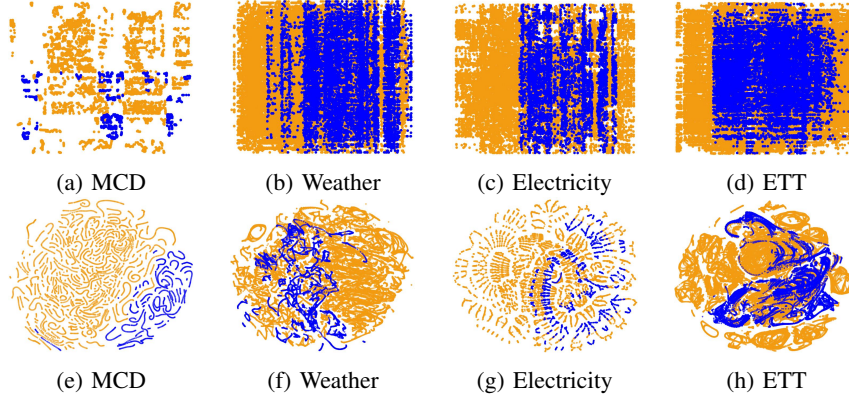 (a) MCD
(b) Weather
(c) Electricity
(d) ETT
(e) MCD
(f) Weather
(g) Electricity
(h) ETT